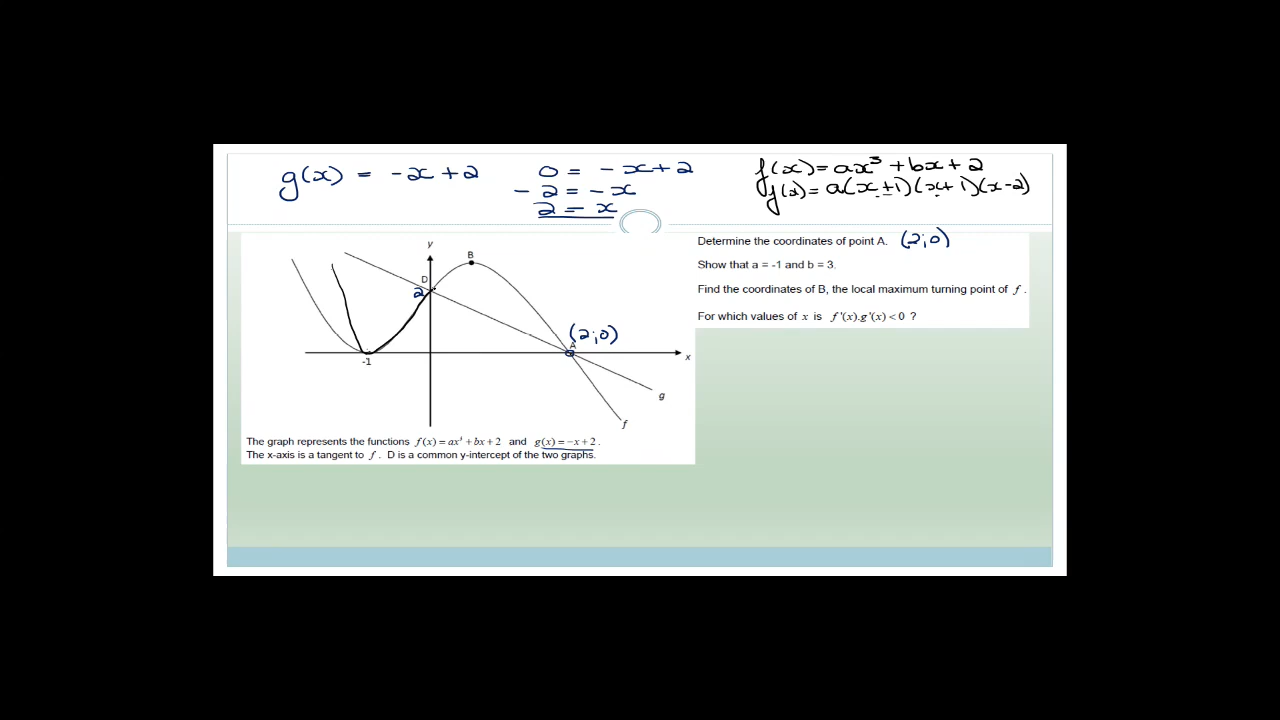 g(x) = -x + 2
0 = -x + 2
-2 = -x
2 = x
f(x) = ax³ + bx + 2
f(x) = a(x+1)(x+1)(x-2)
Determine the coordinates of point A. (2;0)
Show that a = -1 and b = 3.
Find the coordinates of B, the local maximum turning point of f .
For which values of x is f'(x).g'(x) < 0 ?
y
B
D
2
(2;0)
A
-1
x
g
f
The graph represents the functions f(x) = ax³ + bx + 2 and g(x) = -x + 2 .
The x-axis is a tangent to f . D is a common y-intercept of the two graphs.